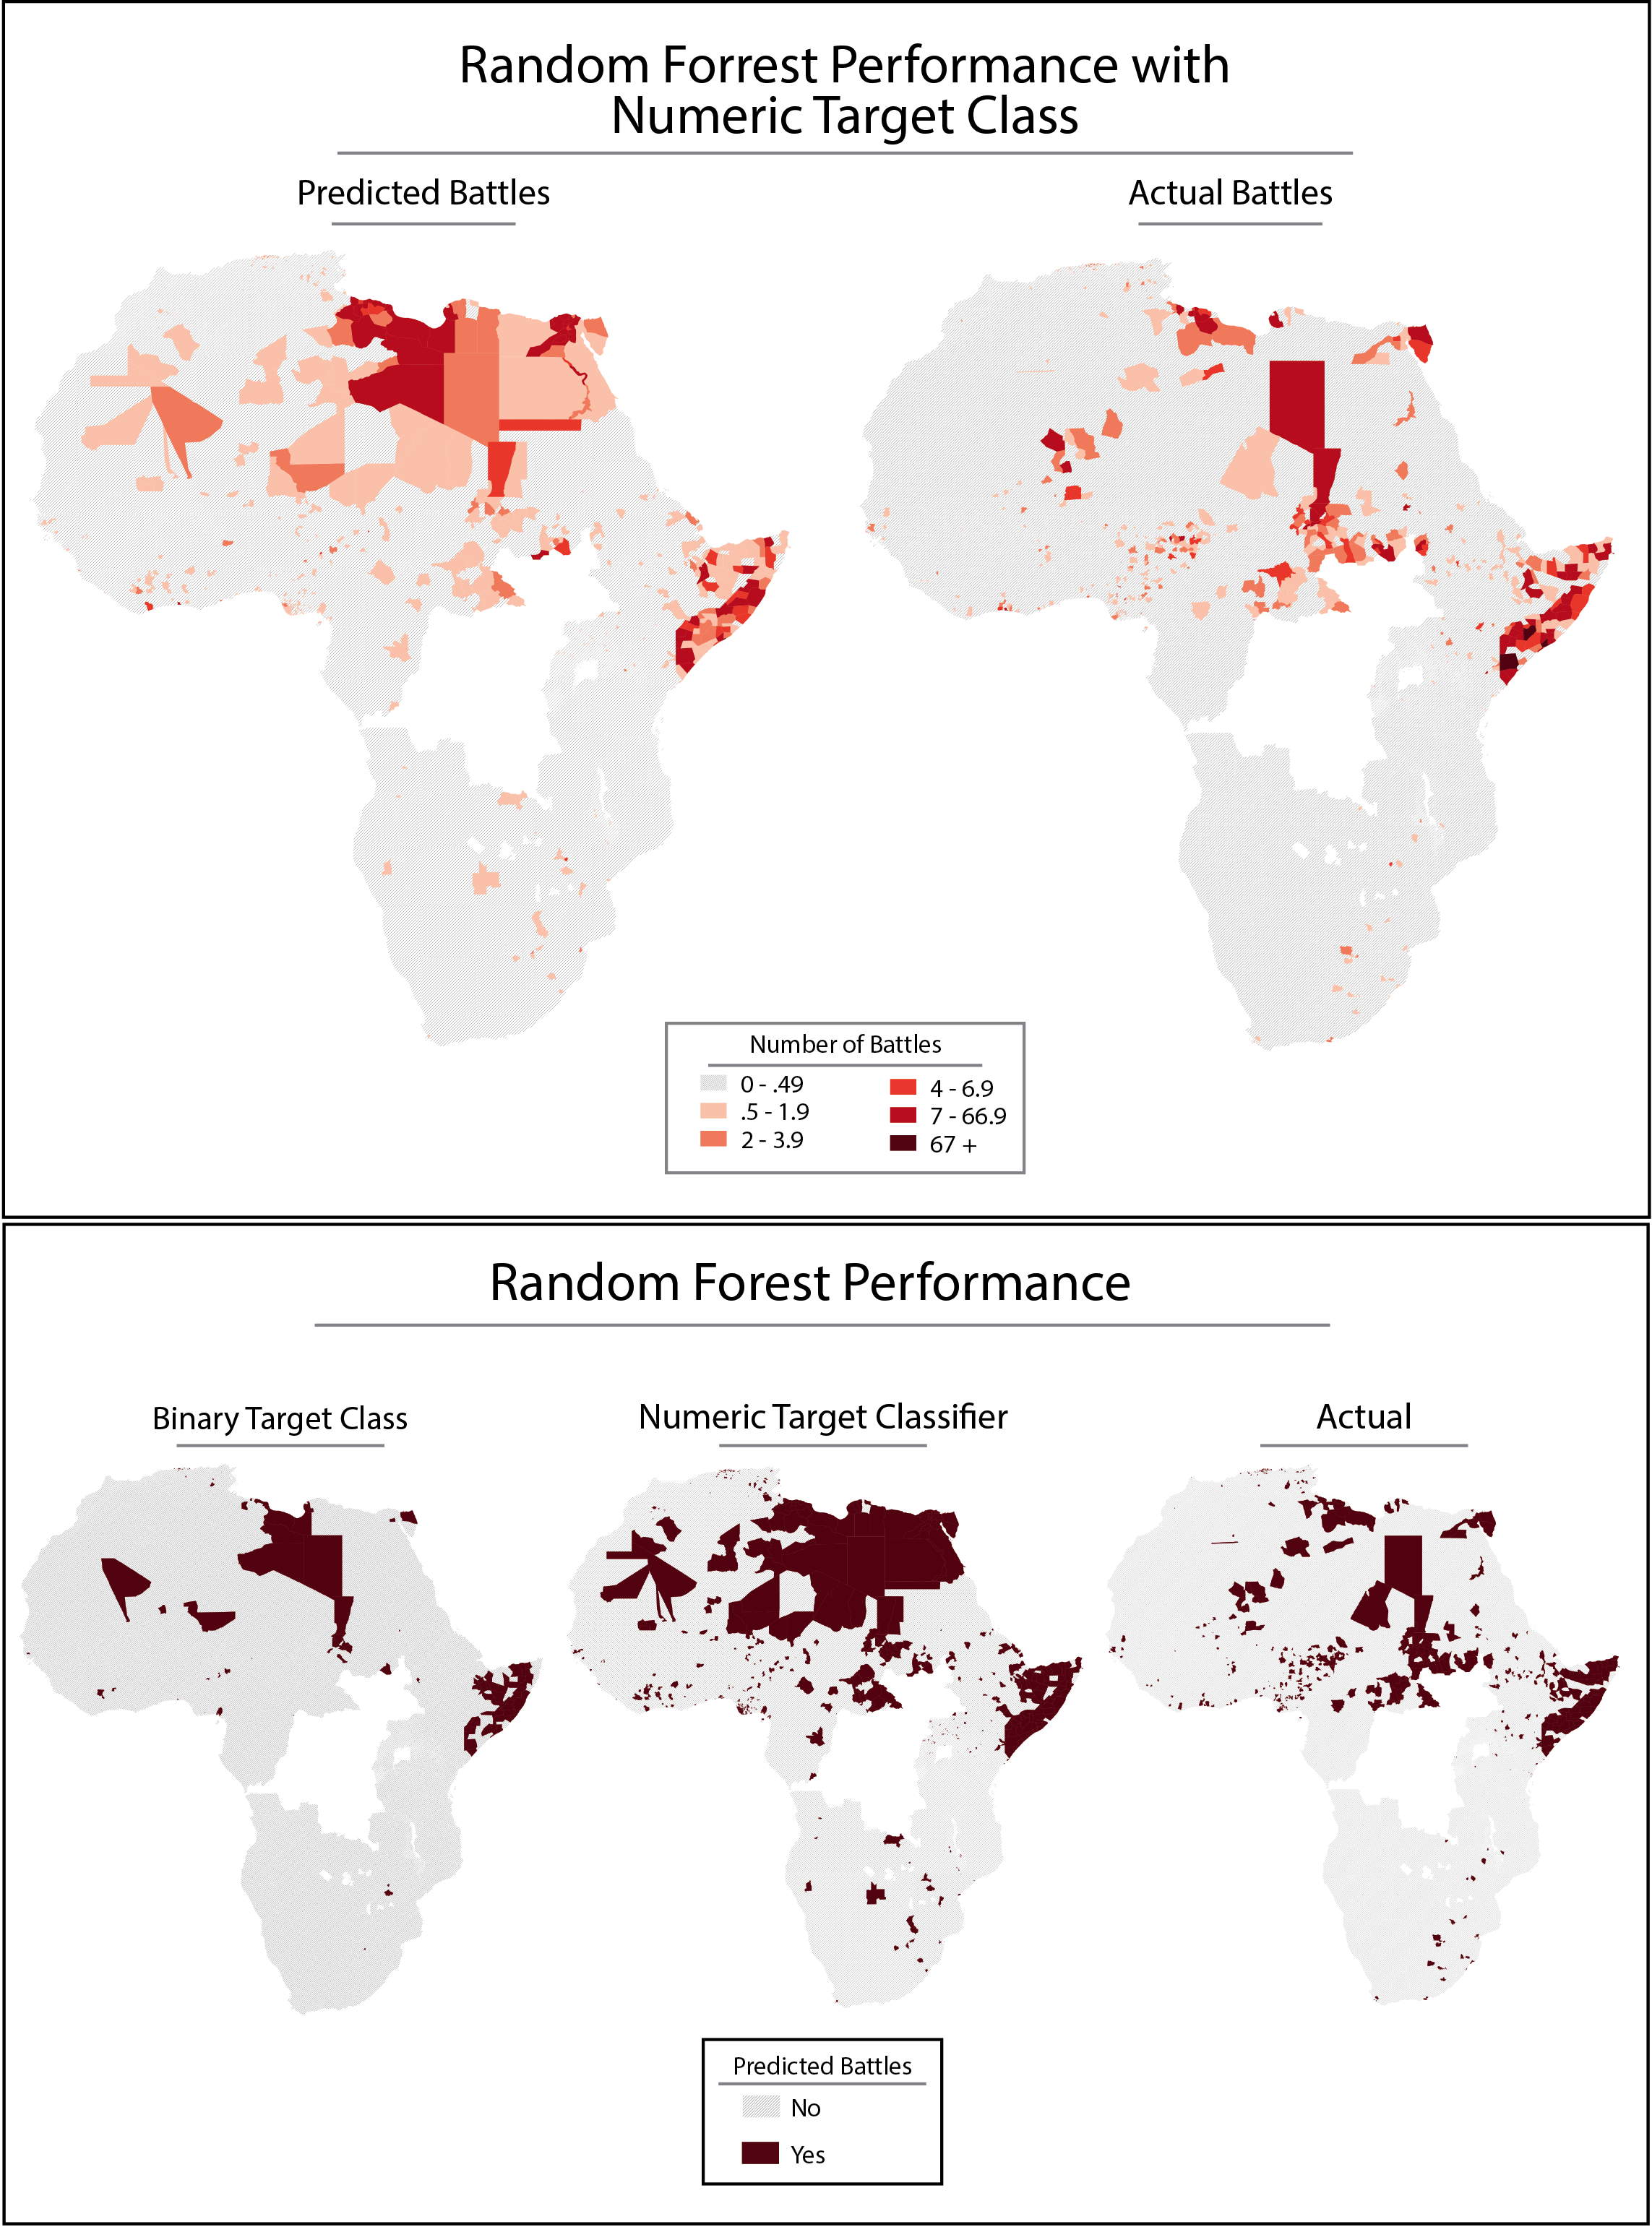 Random Forrest Performance with
Numeric Target Class
Predicted Battles
Actual Battles
Number of Battles
0 - .49
.5 - 1.9
2 - 3.9
4 - 6.9
7 - 66.9
67 +
Random Forest Performance
Binary Target Class
Numeric Target Classifier
Actual
Predicted Battles
No
Yes